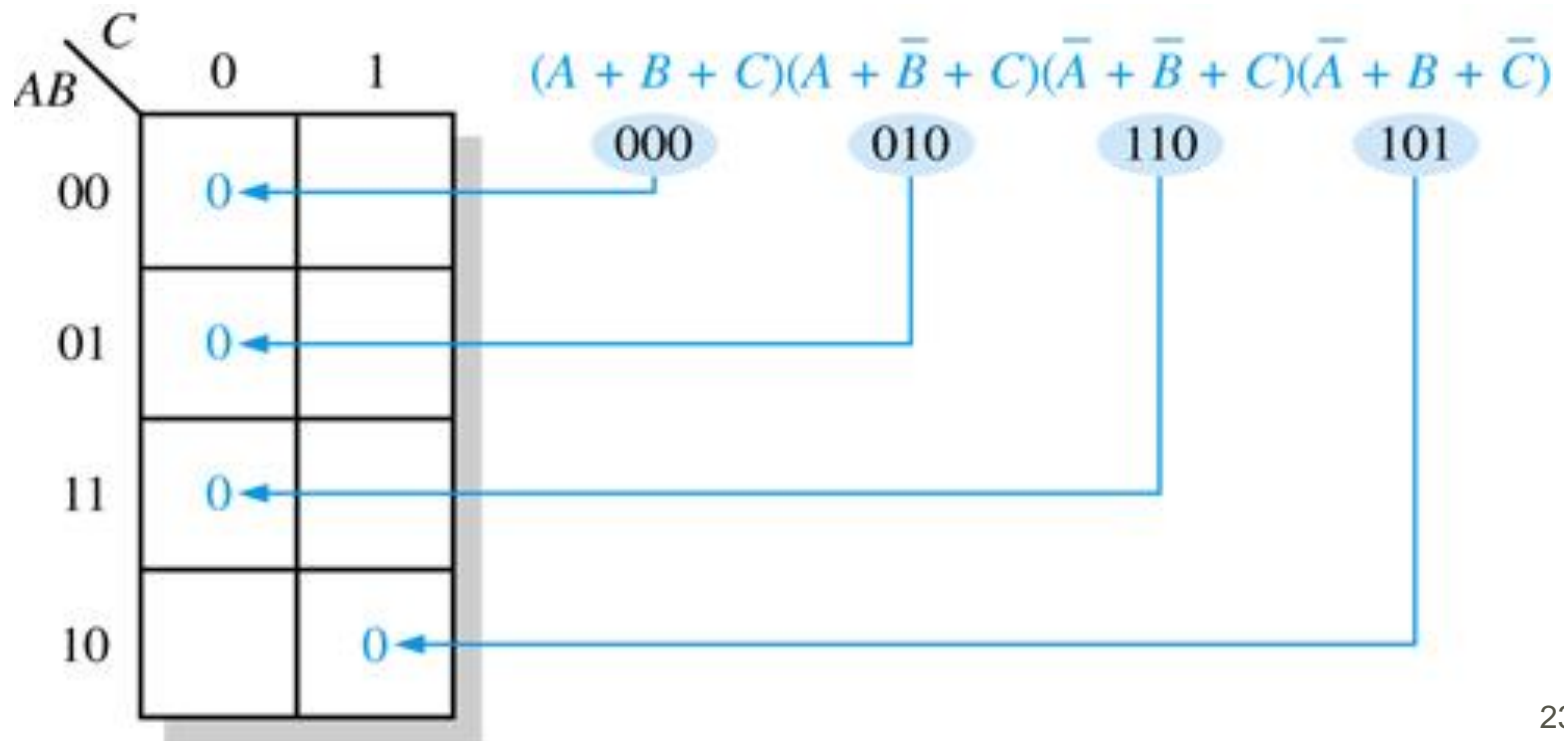 C
AB 0 1 (A + B + C)(A + B̅ + C)(A̅ + B̅ + C)(A̅ + B + C̅)
000 010 110 101
00 0
01 0
11 0
10 0